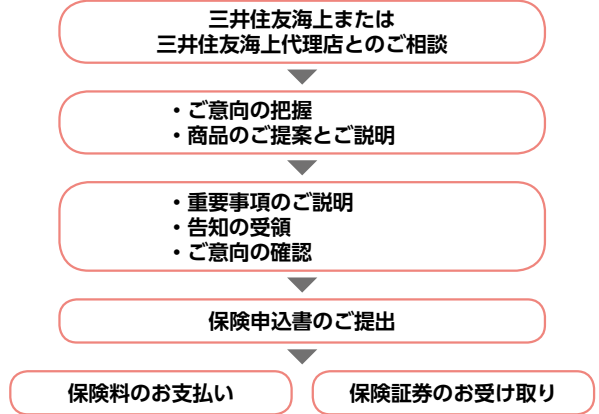 三井住友海上または
三井住友海上代理店とのご相談
・ご意向の把握
・商品のご提案とご説明
・重要事項のご説明
・告知の受領
・ご意向の確認
保険申込書のご提出
保険料のお支払い
保険証券のお受け取り